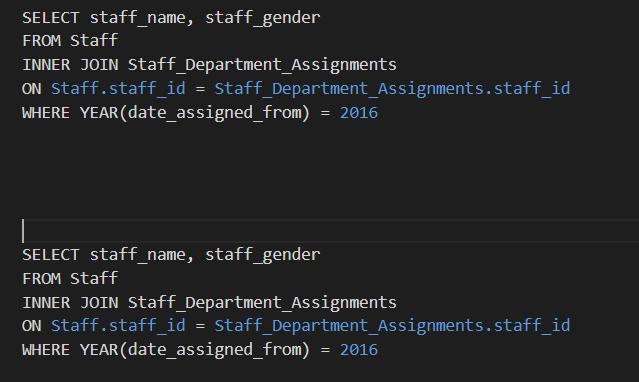 SELECT staff_name, staff_gender
FROM Staff
INNER JOIN Staff_Department_Assignments
ON Staff.staff_id = Staff_Department_Assignments.staff_id
WHERE YEAR(date_assigned_from) = 2016
SELECT staff_name, staff_gender
FROM Staff
INNER JOIN Staff_Department_Assignments
ON Staff.staff_id = Staff_Department_Assignments.staff_id
WHERE YEAR(date_assigned_from) = 2016